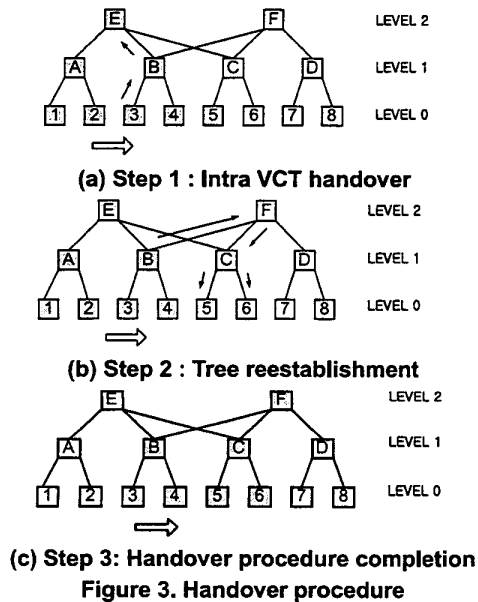 E F LEVEL 2
A B C D LEVEL 1
1 2 3 4 5 6 7 8 LEVEL 0
(a) Step 1 : Intra VCT handover
E F LEVEL 2
A B C D LEVEL 1
1 2 3 4 5 6 7 8 LEVEL 0
(b) Step 2 : Tree reestablishment
E F LEVEL 2
A B C D LEVEL 1
1 2 3 4 5 6 7 8 LEVEL 0
(c) Step 3: Handover procedure completion
Figure 3. Handover procedure